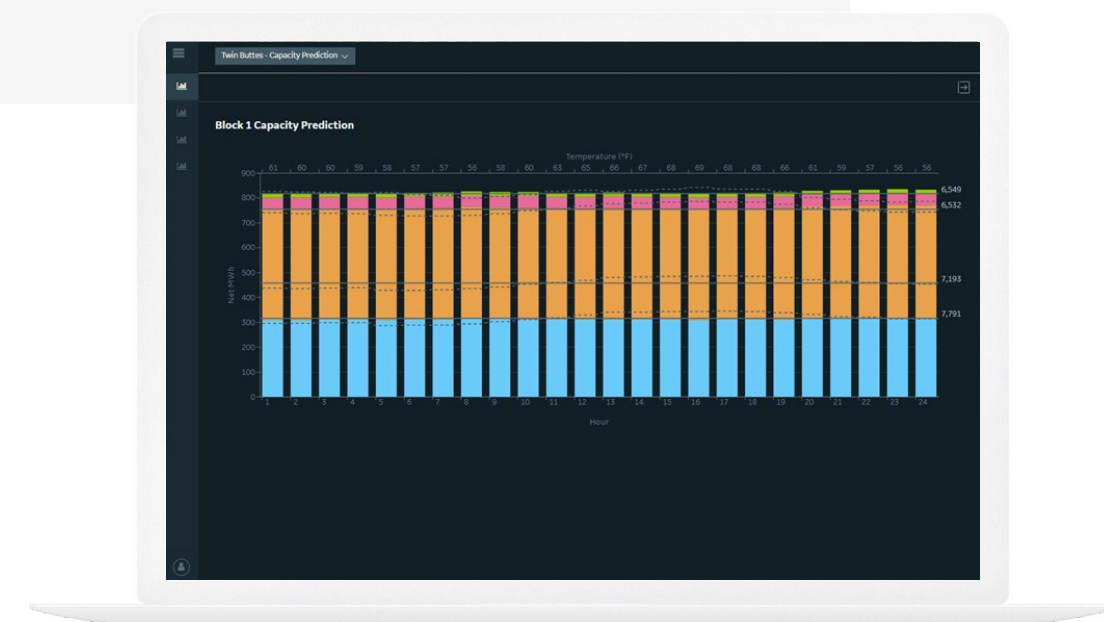 Twin Buttes - Capacity Prediction
Block 1 Capacity Prediction
Temperature (°F)
61 60 60 59 58 57 57 56 58 60 63 65 66 67 68 69 68 68 66 61 59 57 56 56
900
800
700
600
500
400
300
200
100
0
Net MWh
6,549
6,532
7,193
7,791
1 2 3 4 5 6 7 8 9 10 11 12 13 14 15 16 17 18 19 20 21 22 23 24
Hour